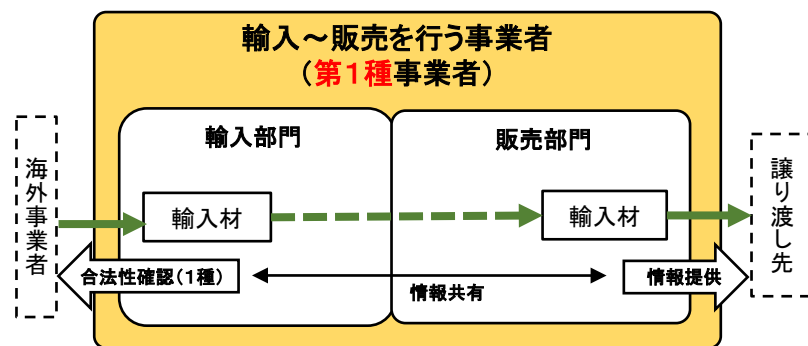 輸入～販売を行う事業者
（第１種事業者）
輸入部門
販売部門
海外事業者
輸入材
輸入材
譲り渡し先
合法性確認（１種）
情報共有
情報提供